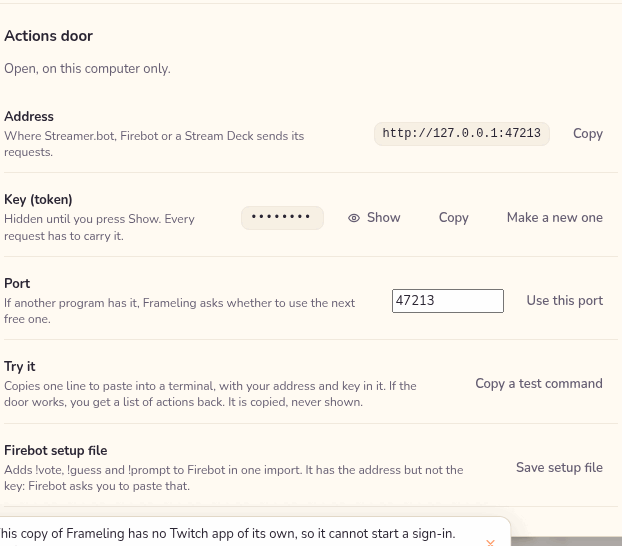 Actions door
Open, on this computer only.
Address
Where Streamer.bot, Firebot or a Stream Deck sends its
requests.
http://127.0.0.1:47213
Copy
Key (token)
Hidden until you press Show. Every
request has to carry it.
••••••••
Show
Copy
Make a new one
Port
If another program has it, Frameling asks whether to use the next
free one.
47213
Use this port
Try it
Copies one line to paste into a terminal, with your address and key in it. If the
door works, you get a list of actions back. It is copied, never shown.
Copy a test command
Firebot setup file
Adds !vote, !guess and !prompt to Firebot in one import. It has the address but not the
key: Firebot asks you to paste that.
Save setup file
copy of Frameling has no Twitch app of its own, so it cannot start a sign-in.